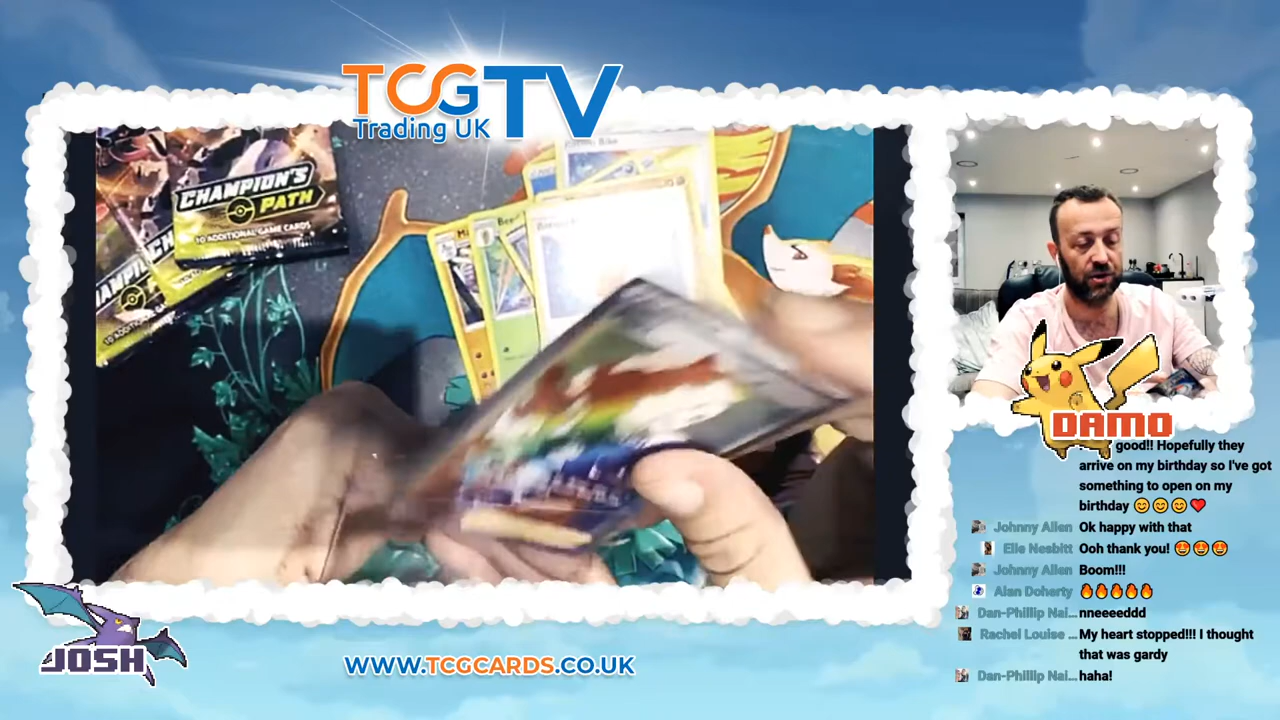 TCG TV
Trading UK
CHAMPION'S
PATH
10 ADDITIONAL GAME CARDS
DAMO
good!! Hopefully they
arrive on my birthday so I've got
something to open on my
birthday 😊😊😊❤️
Johnny Allen Ok happy with that
Elle Nesbitt Ooh thank you! 🤩🤩🤩
Johnny Allen Boom!!!
Alan Doherty 🔥🔥🔥🔥🔥
Dan-Phillip Nai... nneeeeddd
Rachel Louise ... My heart stopped!!! I thought
that was gardy
Dan-Phillip Nai... haha!
JOSH
WWW.TCGCARDS.CO.UK